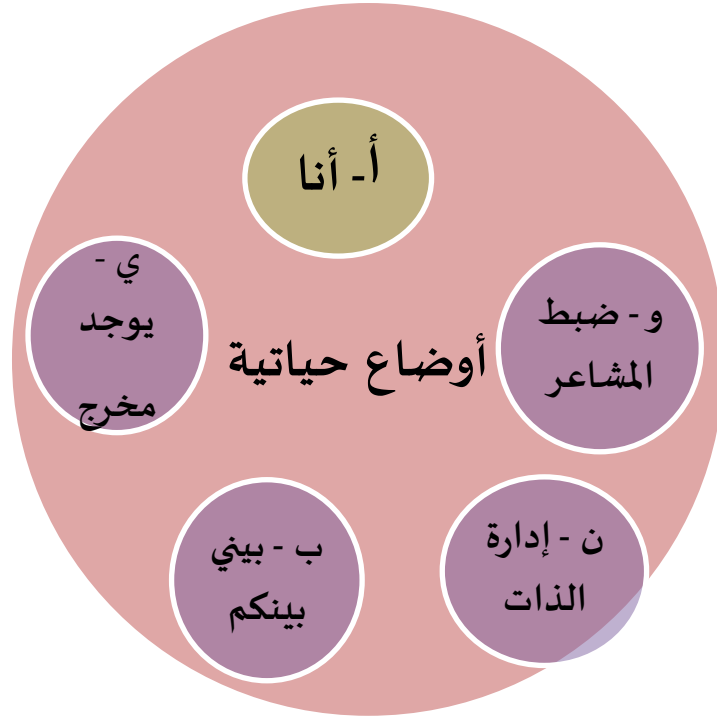 أ- أنا
و - ضبط
المشاعر
ن - إدارة
الذات
ب - بيني
بينكم
ي -
يوجد
مخرج
أوضاع حياتية